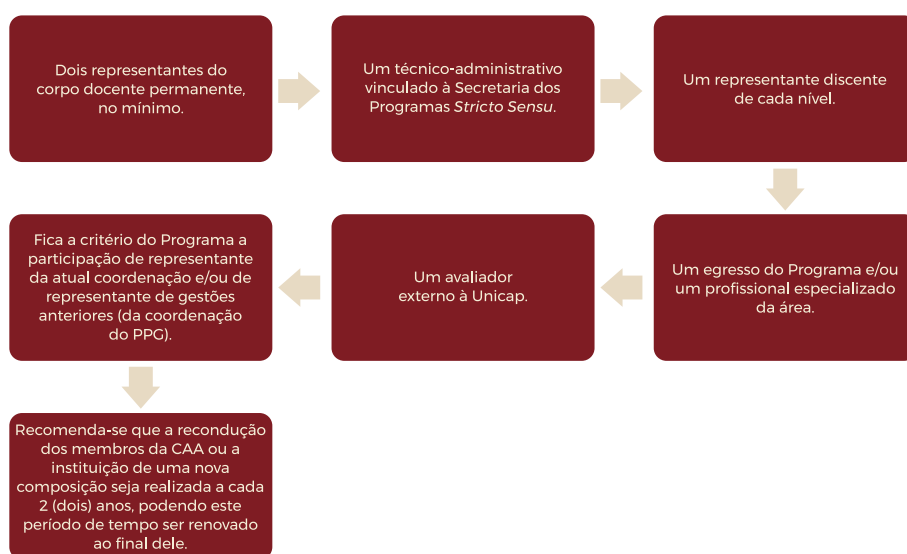 Dois representantes do
corpo docente permanente,
no mínimo.
Um técnico-administrativo
vinculado à Secretaria dos
Programas Stricto Sensu.
Um representante discente
de cada nível.
Um egresso do Programa e/ou
um profissional especializado
da área.
Um avaliador
externo à Unicap.
Fica a critério do Programa a
participação de representante
da atual coordenação e/ou de
representante de gestões
anteriores (da coordenação
do PPG).
Recomenda-se que a recondução
dos membros da CAA ou a
instituição de uma nova
composição seja realizada a cada
2 (dois) anos, podendo este
período de tempo ser renovado
ao final dele.